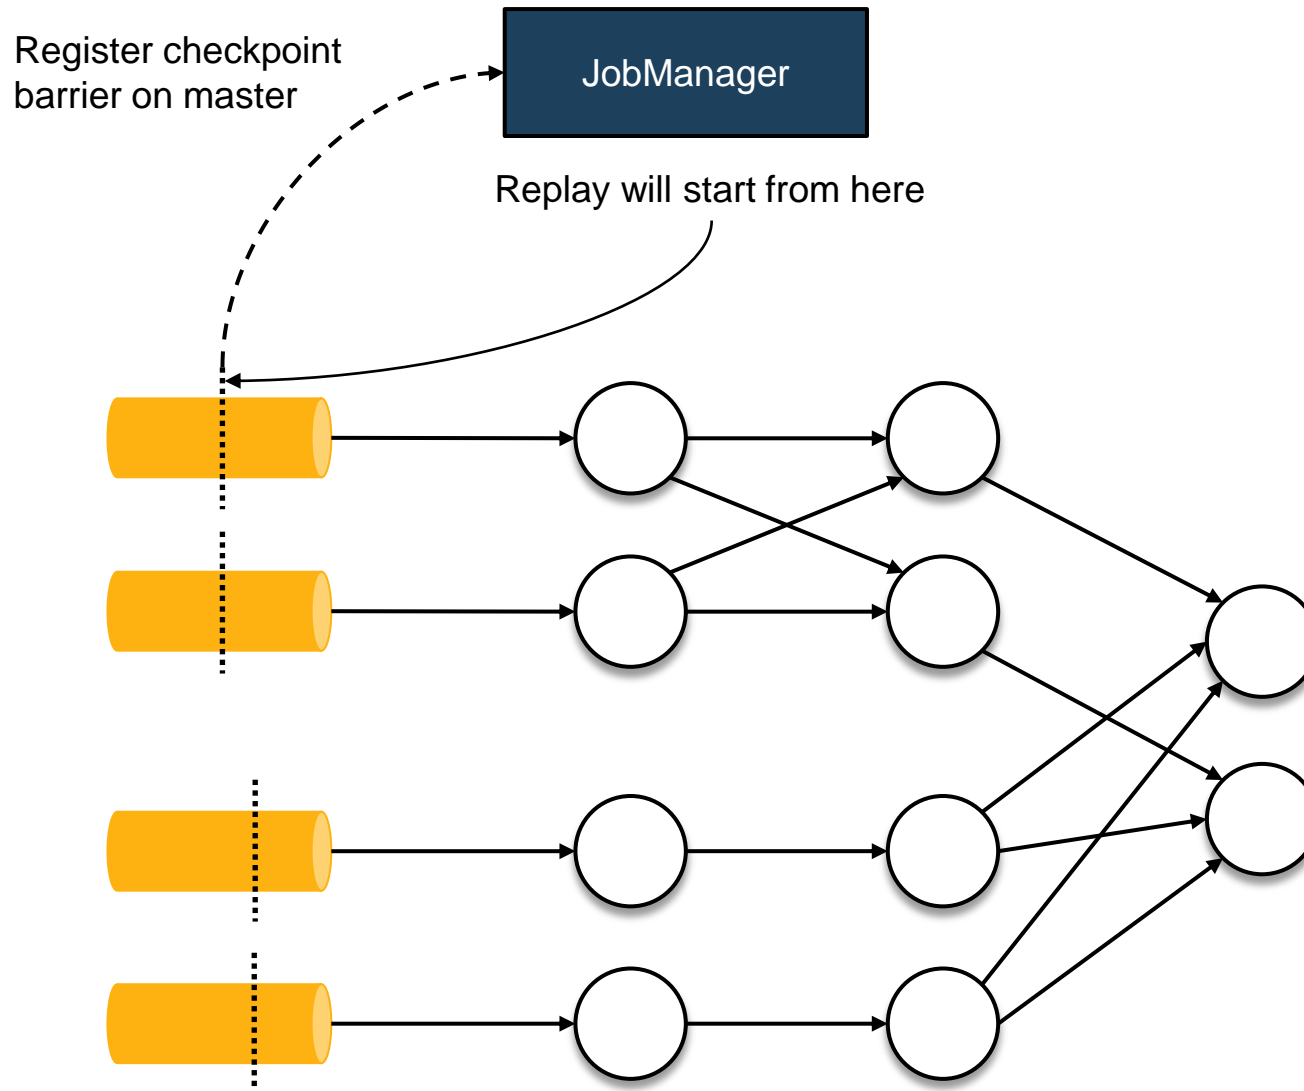 Register checkpoint
barrier on master
JobManager
Replay will start from here